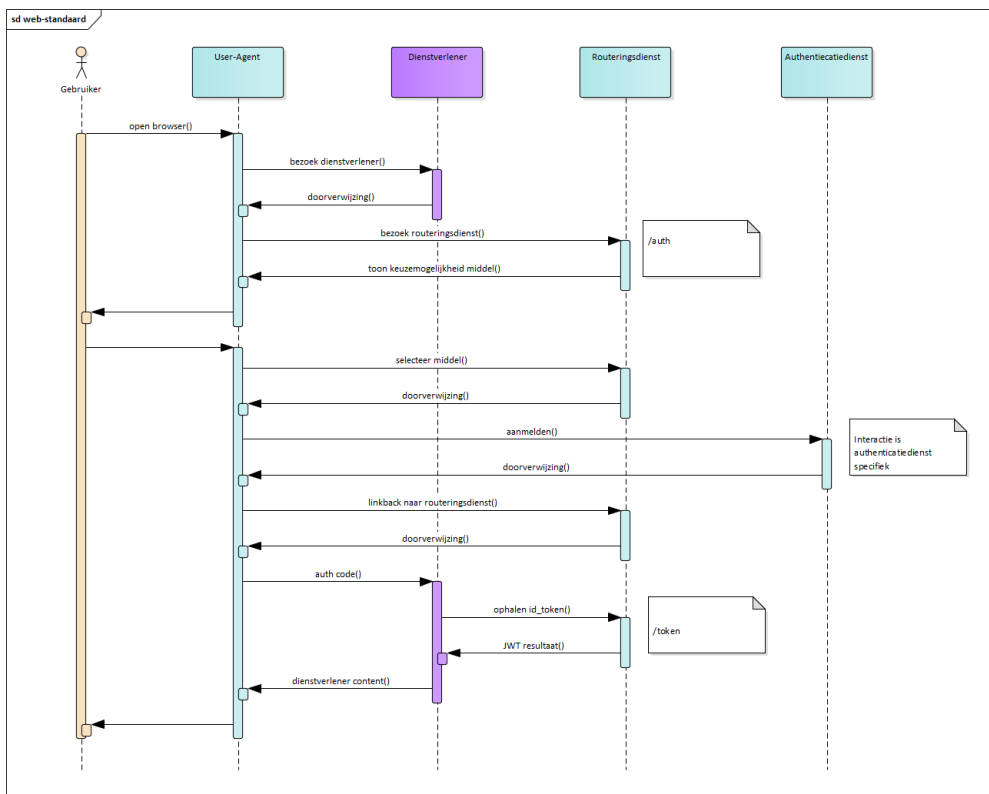 sd web-standaard
User-Agent
Dienstverlener
Routeringsdienst
Authentiecatiedienst
Gebruiker
open browser()
bezoek dienstverlener()
doorverwijzing()
bezoek routeringsdienst()
/auth
toon keuzemogelijkheid middel()
selecteer middel()
doorverwijzing()
aanmelden()
Interactie is
authenticatiedienst
specifiek
doorverwijzing()
linkback naar routeringsdienst()
doorverwijzing()
auth code()
ophalen id_token()
/token
JWT resultaat()
dienstverlener content()